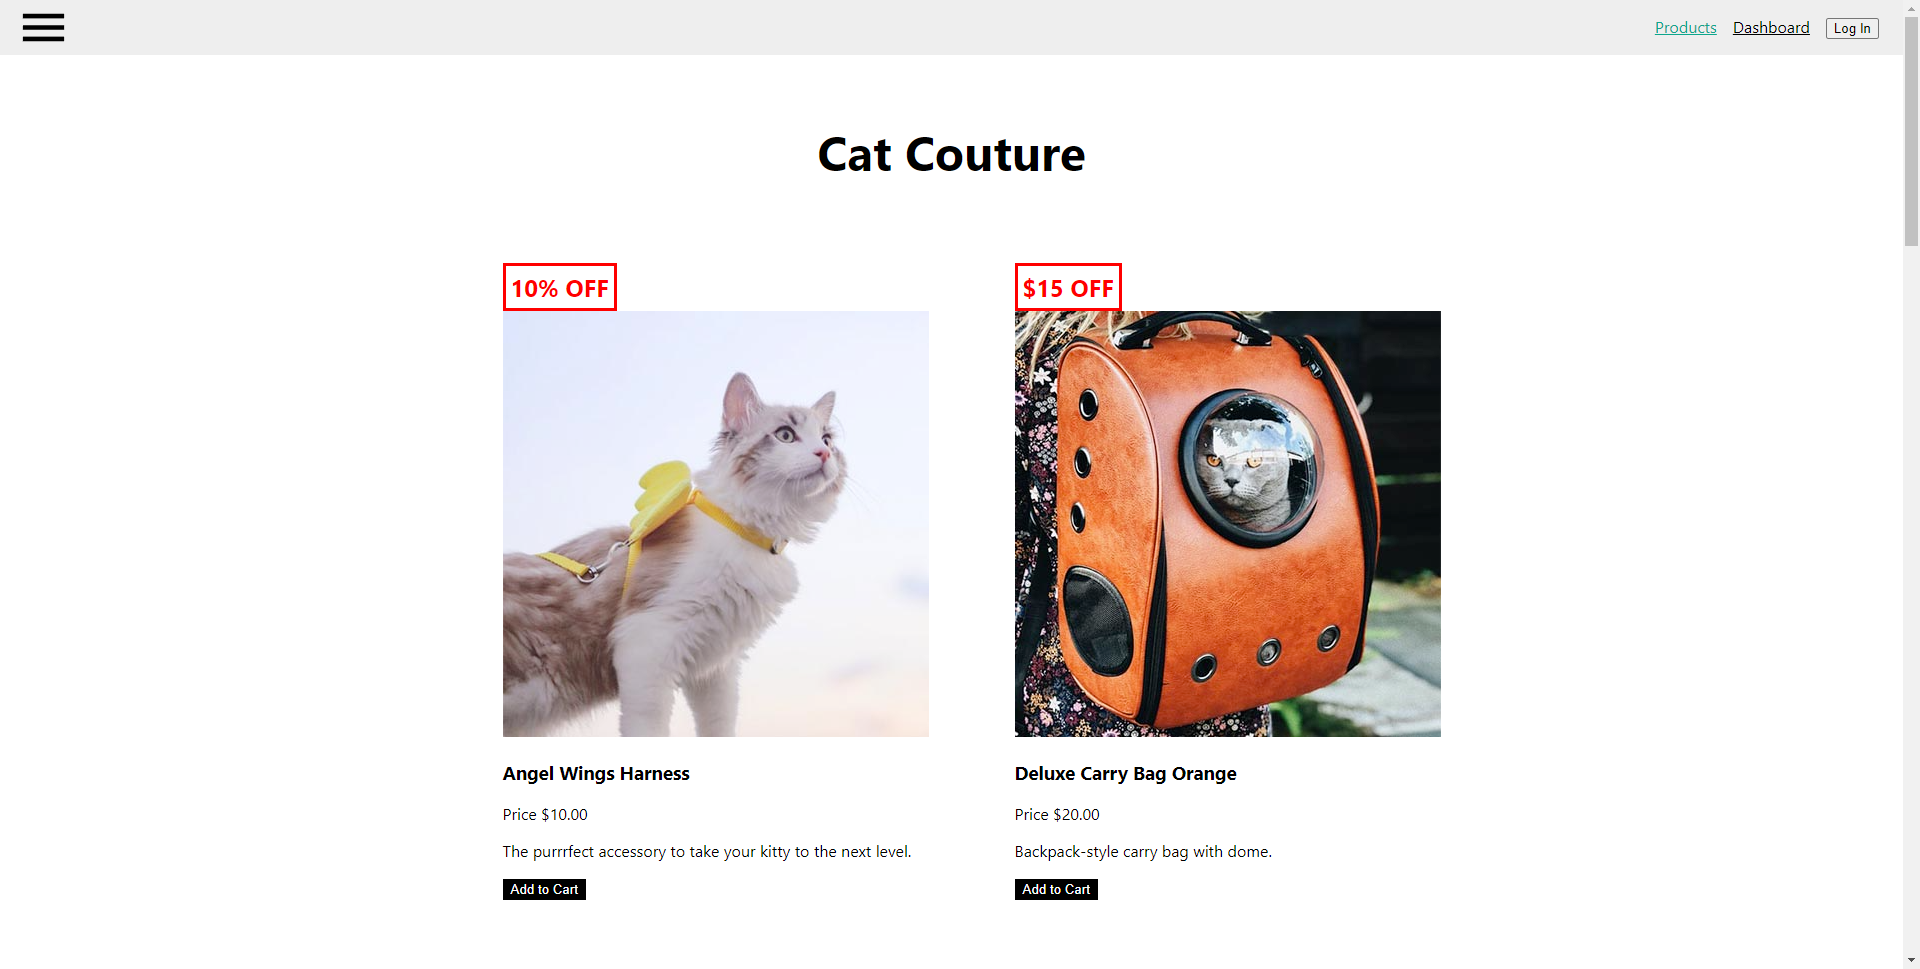 Products Dashboard Log In
Cat Couture
10% OFF
$15 OFF
Angel Wings Harness
Price $10.00
The purrrfect accessory to take your kitty to the next level.
Add to Cart
Deluxe Carry Bag Orange
Price $20.00
Backpack-style carry bag with dome.
Add to Cart